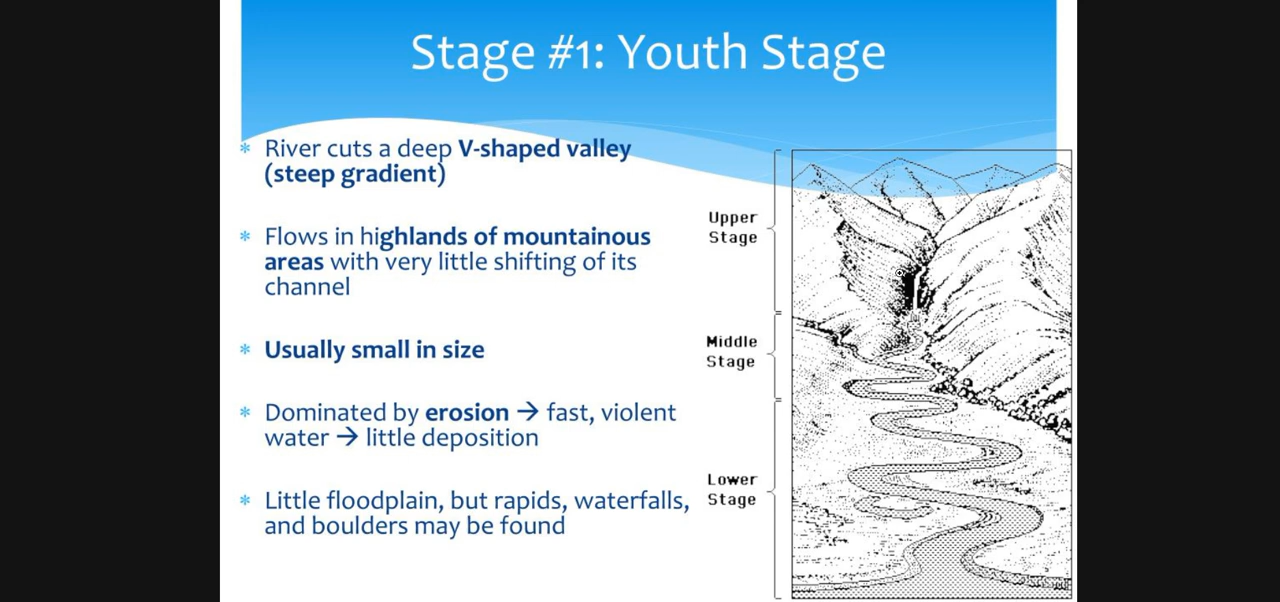 Stage #1: Youth Stage
* River cuts a deep V-shaped valley
(steep gradient)
* Flows in highlands of mountainous
areas with very little shifting of its
channel
* Usually small in size
* Dominated by erosion → fast, violent
water → little deposition
* Little floodplain, but rapids, waterfalls,
and boulders may be found
Upper
Stage
Middle
Stage
Lower
Stage